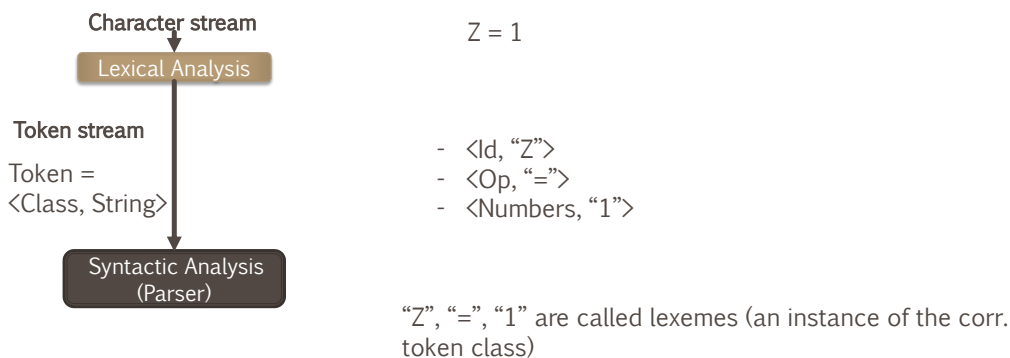 Character stream
Z = 1
Lexical Analysis
Token stream
Token =
<Class, String>
- <Id, “Z”>
- <Op, “=”>
- <Numbers, “1”>
Syntactic Analysis
(Parser)
“Z”, “=”, “1” are called lexemes (an instance of the corr.
token class)